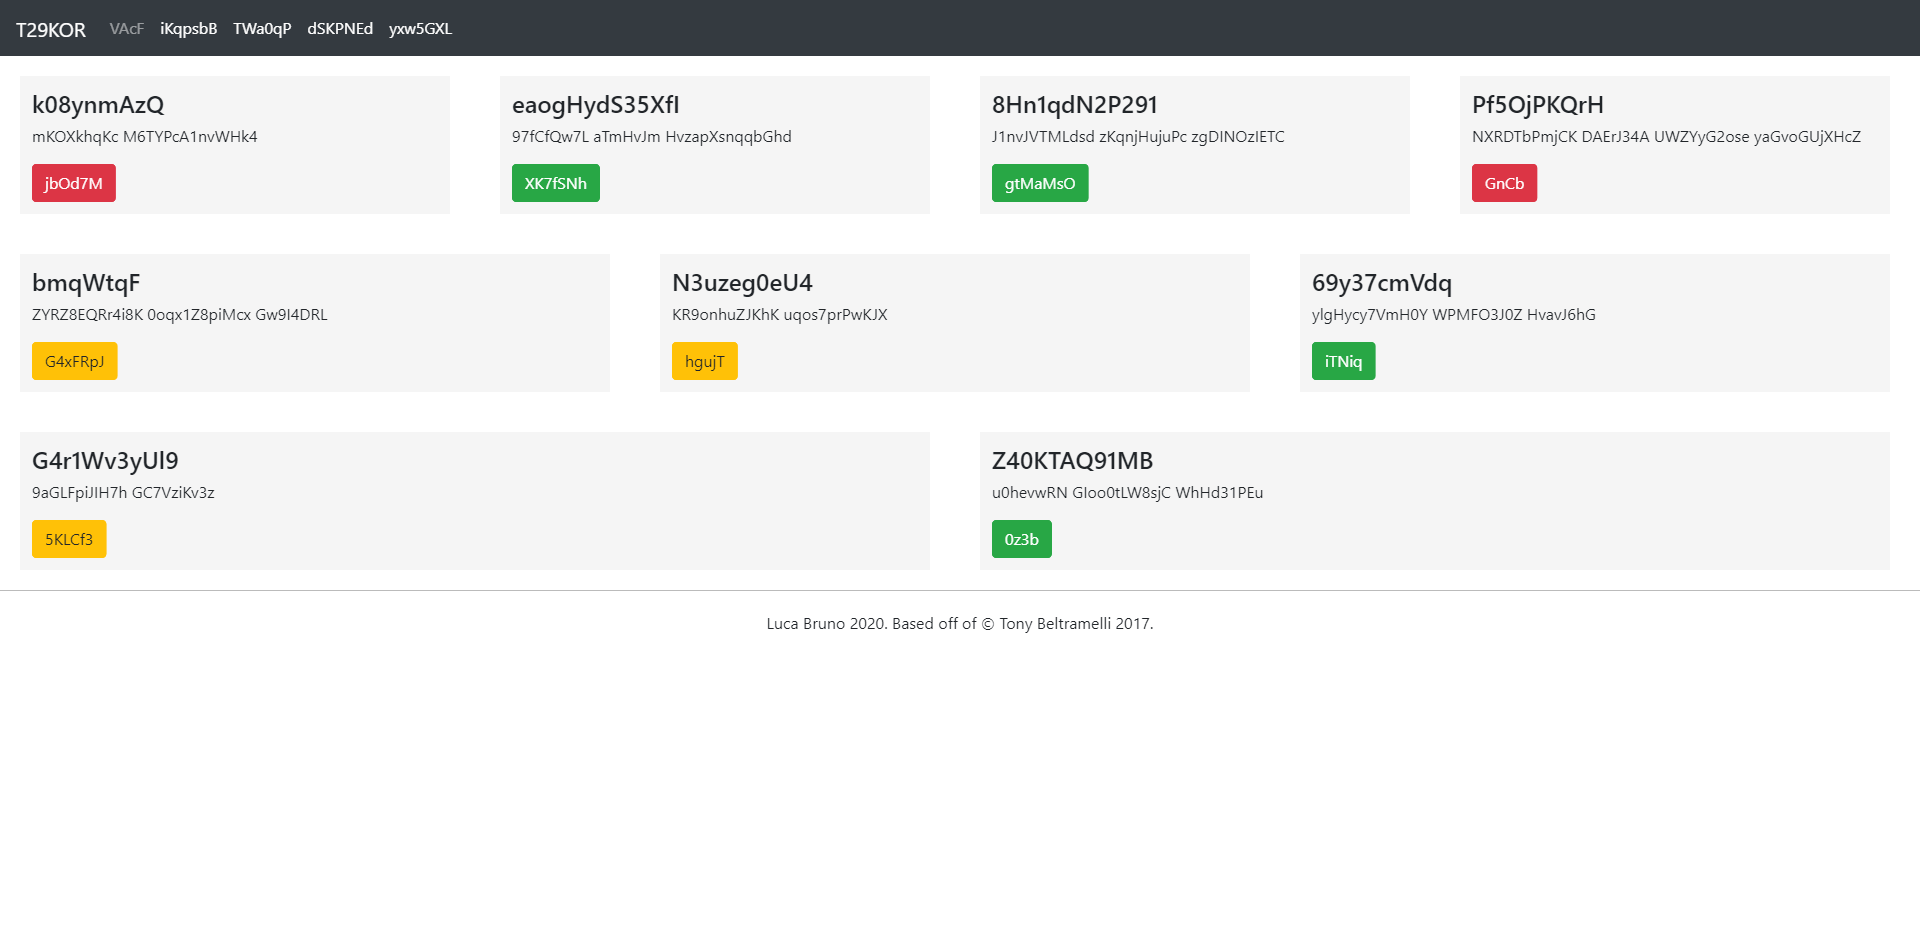 T29KOR VAcF iKqpsbB TWa0qP dSKPNEd yxw5GXL
k08ynmAzQ
mKOXkhqKc M6TYPcA1nvWHk4
jbOd7M
eaogHydS35XfI
97fCfQw7L aTmHvJm HvzapXsnqqbGhd
XK7fSNh
8Hn1qdN2P291
J1nvJVTMLdsd zKqnjHujuPc zgDINOzIETC
gtMaMsO
Pf5OjPKQrH
NXRDTbPmjCK DAErJ34A UWZYyG2ose yaGvoGUjXHcZ
GnCb
bmqWtqF
ZYRZ8EQRr4i8K 0oqx1Z8piMcx Gw9I4DRL
G4xFRpJ
N3uzeg0eU4
KR9onhuZJKhK uqos7prPwKJX
hgujT
69y37cmVdq
ylgHycy7VmH0Y WPMFO3J0Z HvavJ6hG
iTNiq
G4r1Wv3yUl9
9aGLFpiJIH7h GC7VziKv3z
5KLCf3
Z40KTAQ91MB
u0hevwRN GIoo0tLW8sjC WhHd31PEu
0z3b
Luca Bruno 2020. Based off of © Tony Beltramelli 2017.